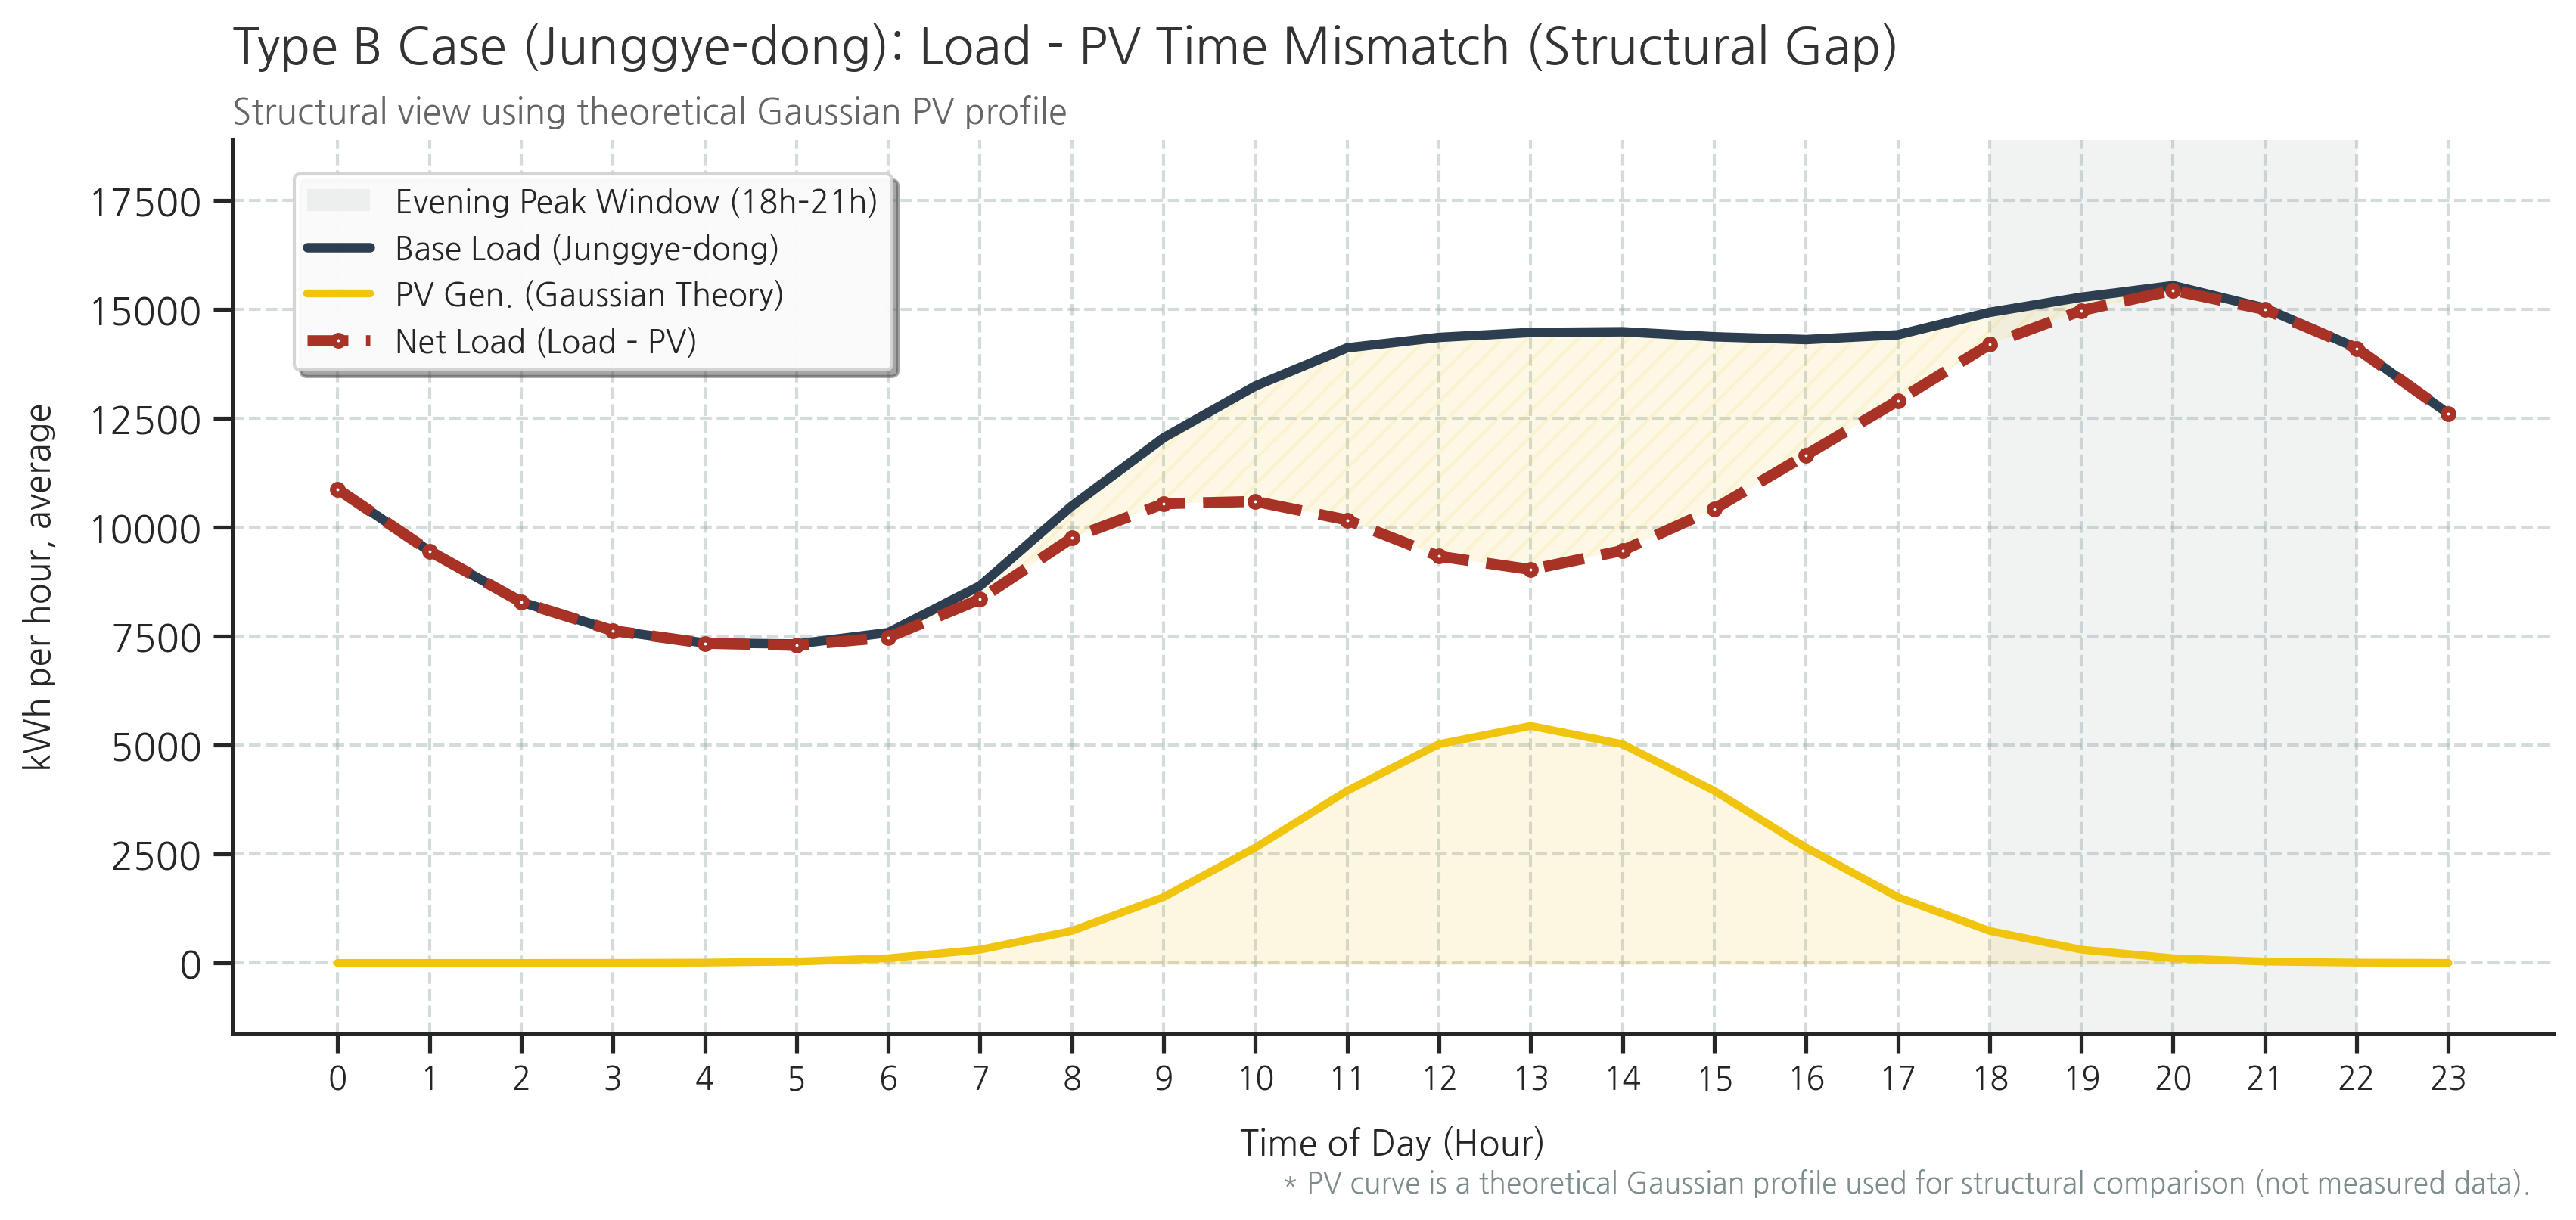 Type B Case (Junggye-dong): Load - PV Time Mismatch (Structural Gap)
Structural view using theoretical Gaussian PV profile
Evening Peak Window (18h-21h)
Base Load (Junggye-dong)
PV Gen. (Gaussian Theory)
Net Load (Load - PV)
kWh per hour, average
17500
15000
12500
10000
7500
5000
2500
0
0 1 2 3 4 5 6 7 8 9 10 11 12 13 14 15 16 17 18 19 20 21 22 23
Time of Day (Hour)
* PV curve is a theoretical Gaussian profile used for structural comparison (not measured data).